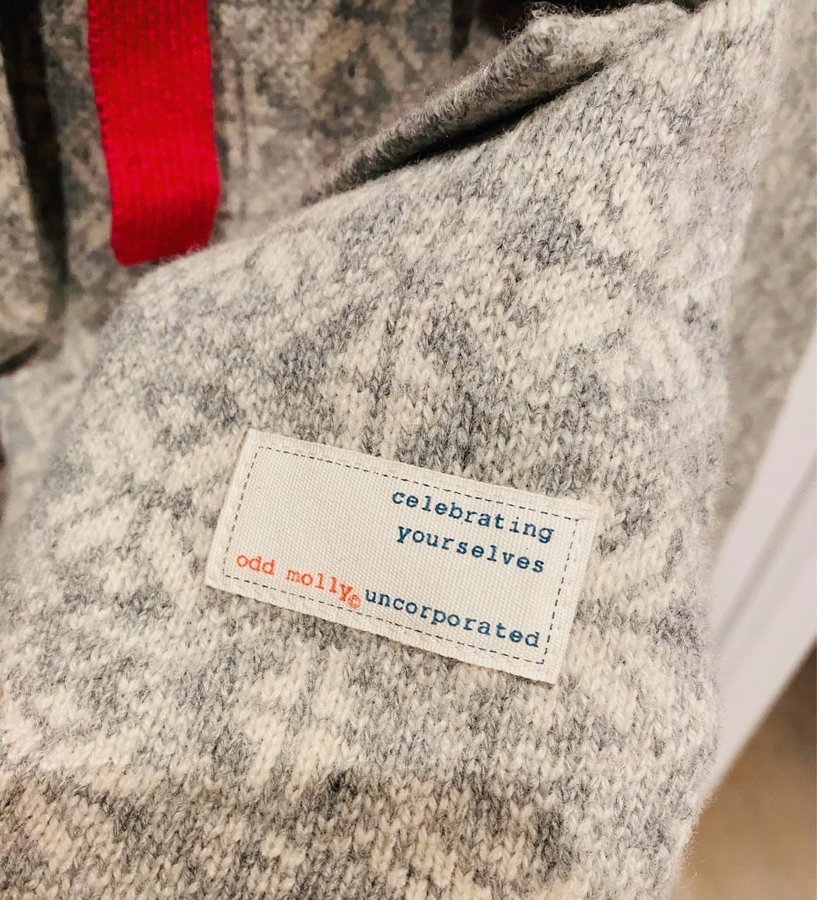 celebrating
yourselves
odd molly© uncorporated